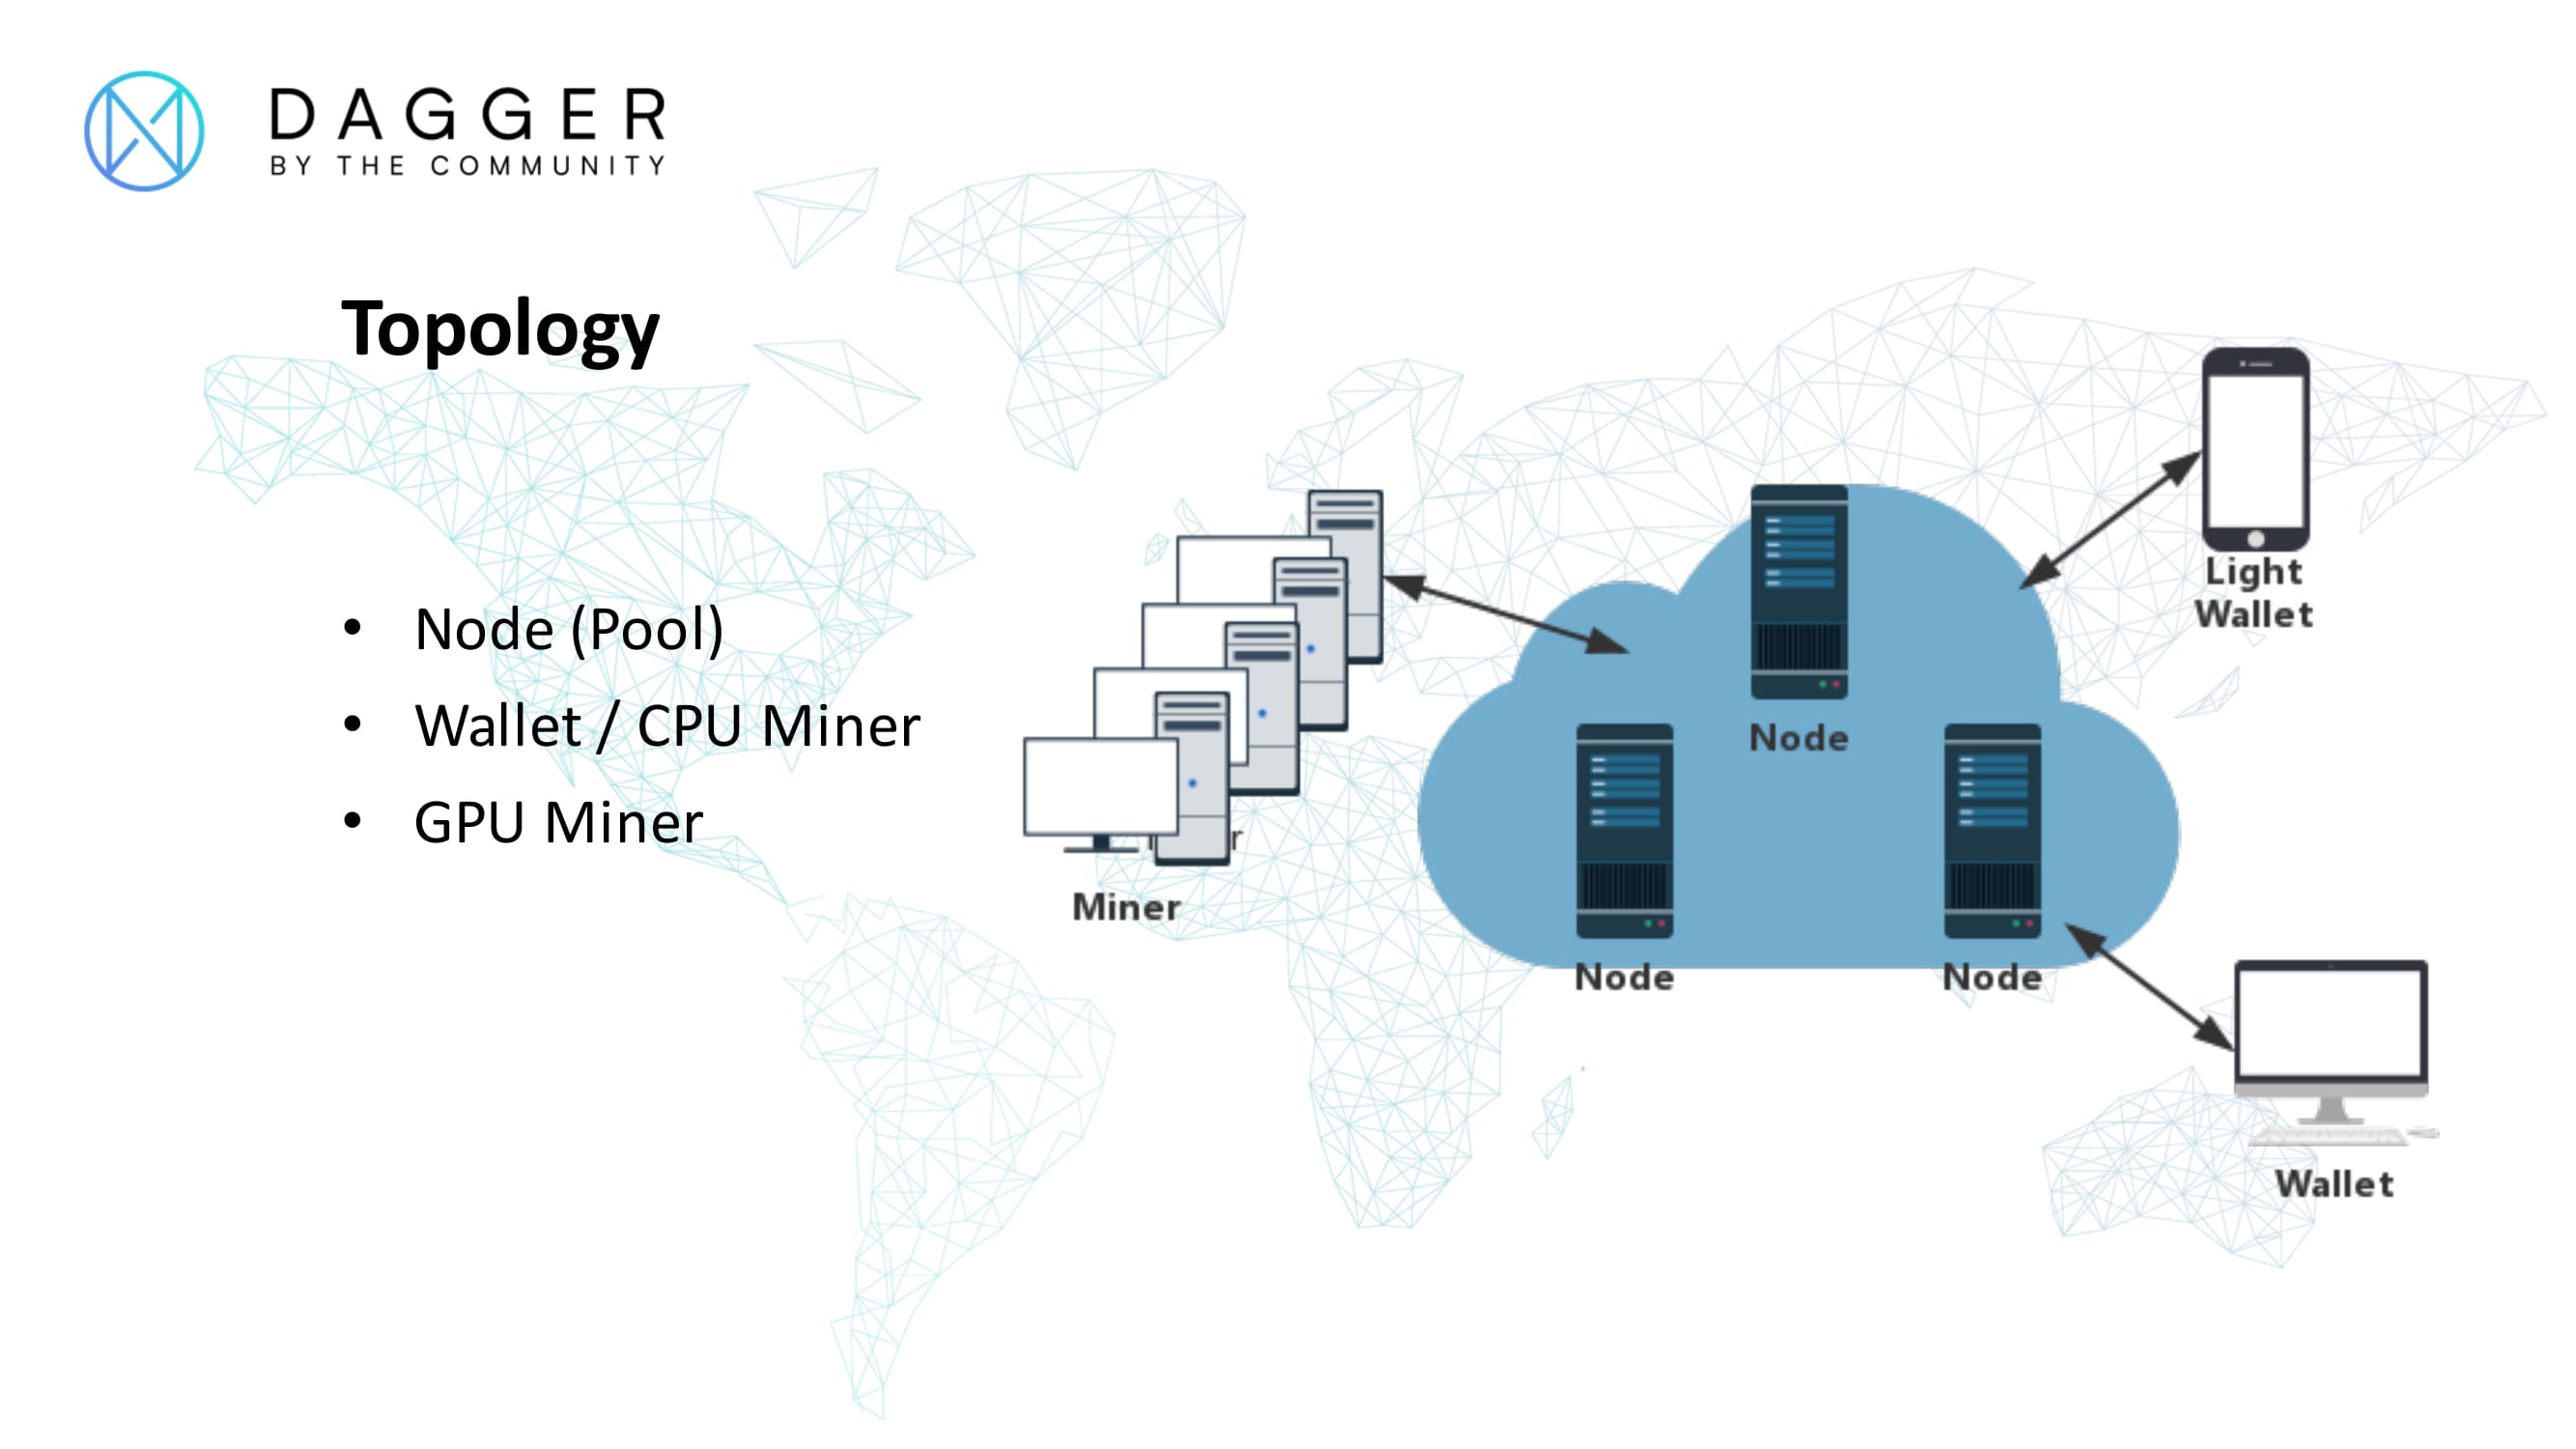 DAGGER
BY THE COMMUNITY
Topology
• Node (Pool)
• Wallet / CPU Miner
• GPU Miner
Miner
Node
Node
Node
Light
Wallet
Wallet